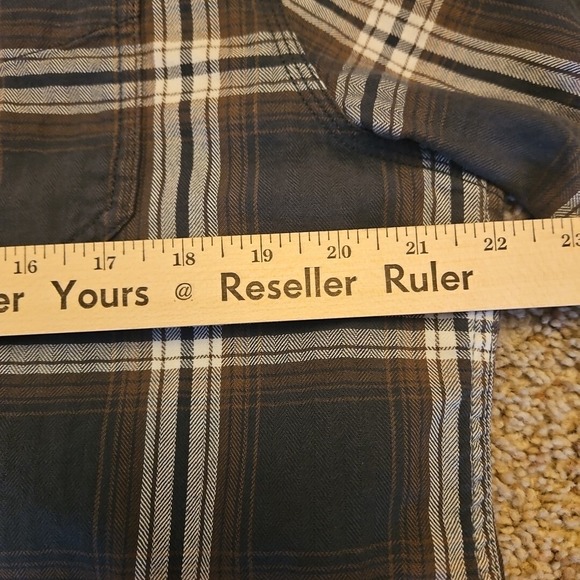 16 17 18 19 20 21 22 23
er Yours @ Reseller Ruler